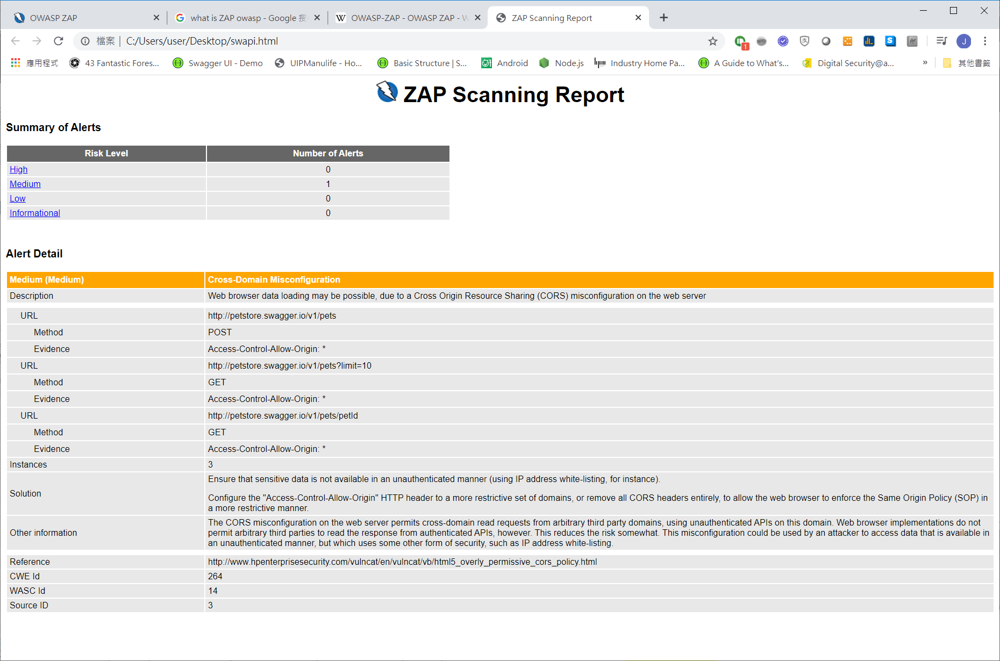 OWASP ZAP
what is ZAP owasp - Google 搜
OWASP-ZAP - OWASP ZAP - W
ZAP Scanning Report
檔案 | C:/Users/user/Desktop/swapi.html
1
J
應用程式
43 Fantastic Fores...
Swagger UI - Demo
UIPManulife - Ho...
Basic Structure | S...
Android
Node.js
Industry Home Pa...
A Guide to What's...
Digital Security@a...
»
其他書籤
ZAP Scanning Report
Summary of Alerts
Risk Level Number of Alerts
High 0
Medium 1
Low 0
Informational 0
Alert Detail
Medium (Medium) Cross-Domain Misconfiguration
Description Web browser data loading may be possible, due to a Cross Origin Resource Sharing (CORS) misconfiguration on the web server
URL http://petstore.swagger.io/v1/pets
Method POST
Evidence Access-Control-Allow-Origin: *
URL http://petstore.swagger.io/v1/pets?limit=10
Method GET
Evidence Access-Control-Allow-Origin: *
URL http://petstore.swagger.io/v1/pets/petId
Method GET
Evidence Access-Control-Allow-Origin: *
Instances 3
Solution
Ensure that sensitive data is not available in an unauthenticated manner (using IP address white-listing, for instance).
Configure the "Access-Control-Allow-Origin" HTTP header to a more restrictive set of domains, or remove all CORS headers entirely, to allow the web browser to enforce the Same Origin Policy (SOP) in
a more restrictive manner.
Other information
The CORS misconfiguration on the web server permits cross-domain read requests from arbitrary third party domains, using unauthenticated APIs on this domain. Web browser implementations do not
permit arbitrary third parties to read the response from authenticated APIs, however. This reduces the risk somewhat. This misconfiguration could be used by an attacker to access data that is available in
an unauthenticated manner, but which uses some other form of security, such as IP address white-listing.
Reference http://www.hpenterprisesecurity.com/vulncat/en/vulncat/vb/html5_overly_permissive_cors_policy.html
CWE Id 264
WASC Id 14
Source ID 3